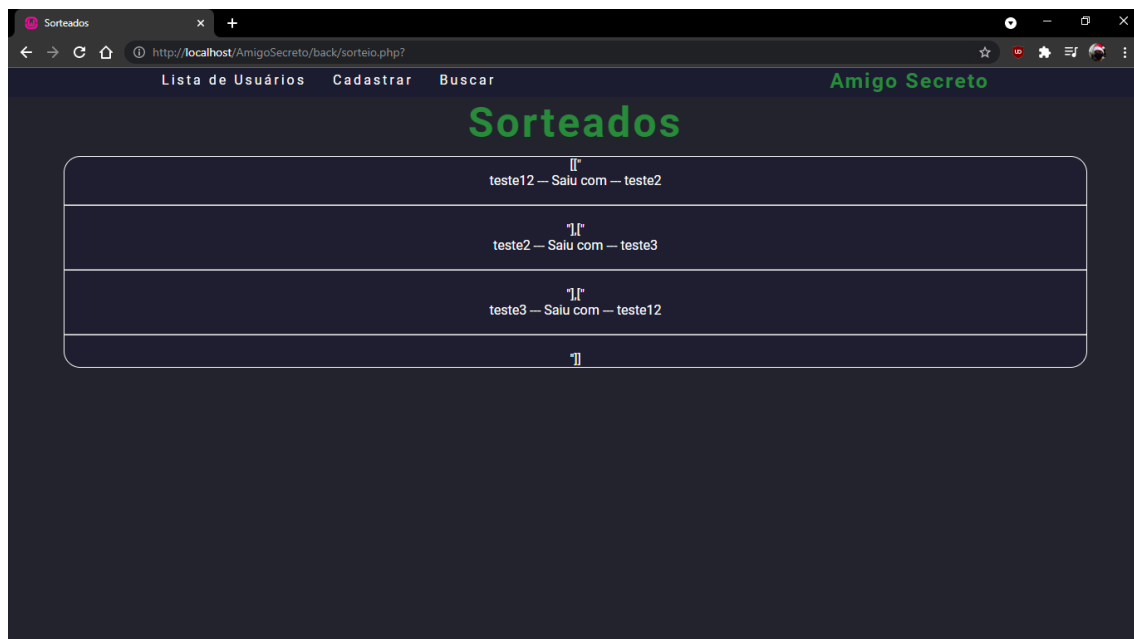 Sorteados
http://localhost/AmigoSecreto/back/sorteio.php?
Lista de Usuários Cadastrar Buscar Amigo Secreto
Sorteados
[["
teste12 --- Saiu com --- teste2
"],["
teste2 --- Saiu com --- teste3
"],["
teste3 --- Saiu com --- teste12
"]]